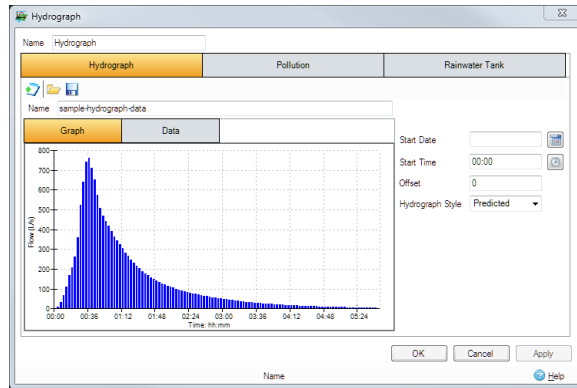 Hydrograph
Name Hydrograph
Hydrograph Pollution Rainwater Tank
Name sample-hydrograph-data
Graph Data
Start Date
Start Time 00:00
Offset 0
Hydrograph Style Predicted
Flow (L/s)
800
700
600
500
400
300
200
100
0
00:00 00:36 01:12 01:48 02:24 03:00 03:36 04:12 04:48 05:24
Time: hh:mm
OK Cancel Apply
Name
Help